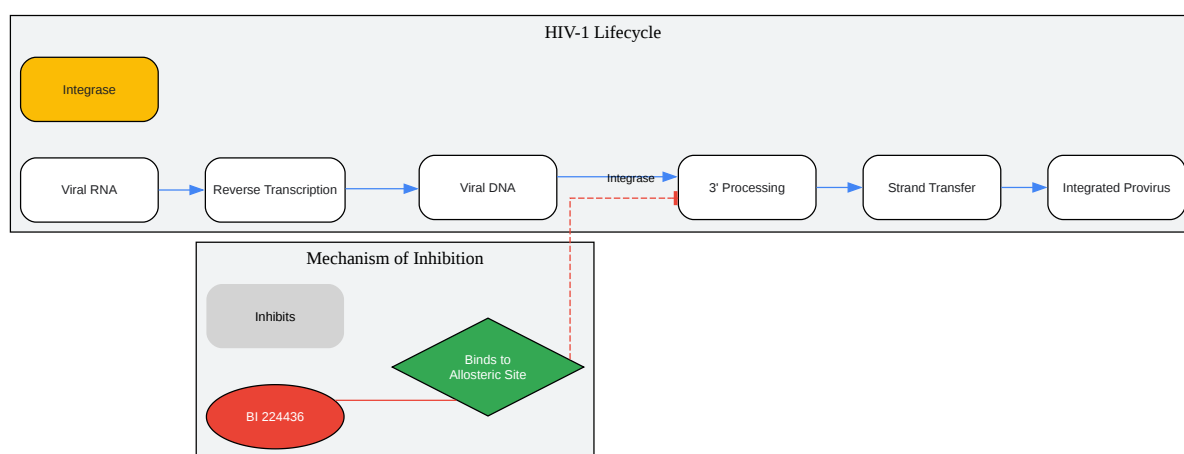 HIV-1 Lifecycle
Integrase
Viral RNA
Reverse Transcription
Viral DNA
Integrase
3' Processing
Strand Transfer
Integrated Provirus
Mechanism of Inhibition
Inhibits
Binds to
Allosteric Site
BI 224436